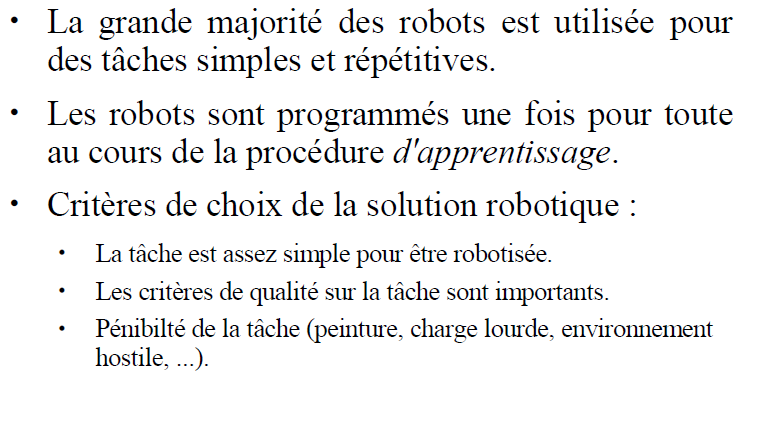 • La grande majorité des robots est utilisée pour
des tâches simples et répétitives.
• Les robots sont programmés une fois pour toute
au cours de la procédure d'apprentissage.
• Critères de choix de la solution robotique :
• La tâche est assez simple pour être robotisée.
• Les critères de qualité sur la tâche sont importants.
• Pénibilté de la tâche (peinture, charge lourde, environnement
hostile, ...).